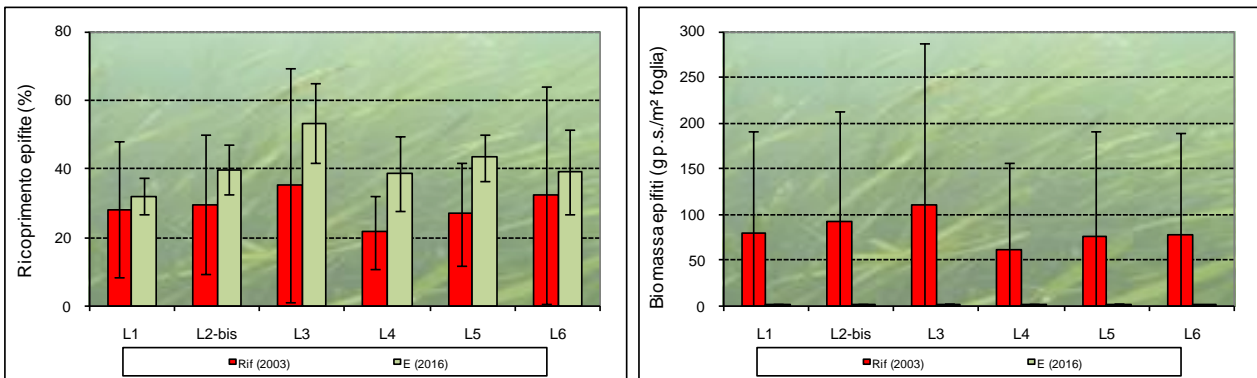 Ricoprimento epifite (%)
80
60
40
20
0
L1 L2-bis L3 L4 L5 L6
Rif (2003) E (2016)
Biomassa epifiti (g p.s./m² foglia)
300
250
200
150
100
50
0
L1 L2-bis L3 L4 L5 L6
Rif (2003) E (2016)